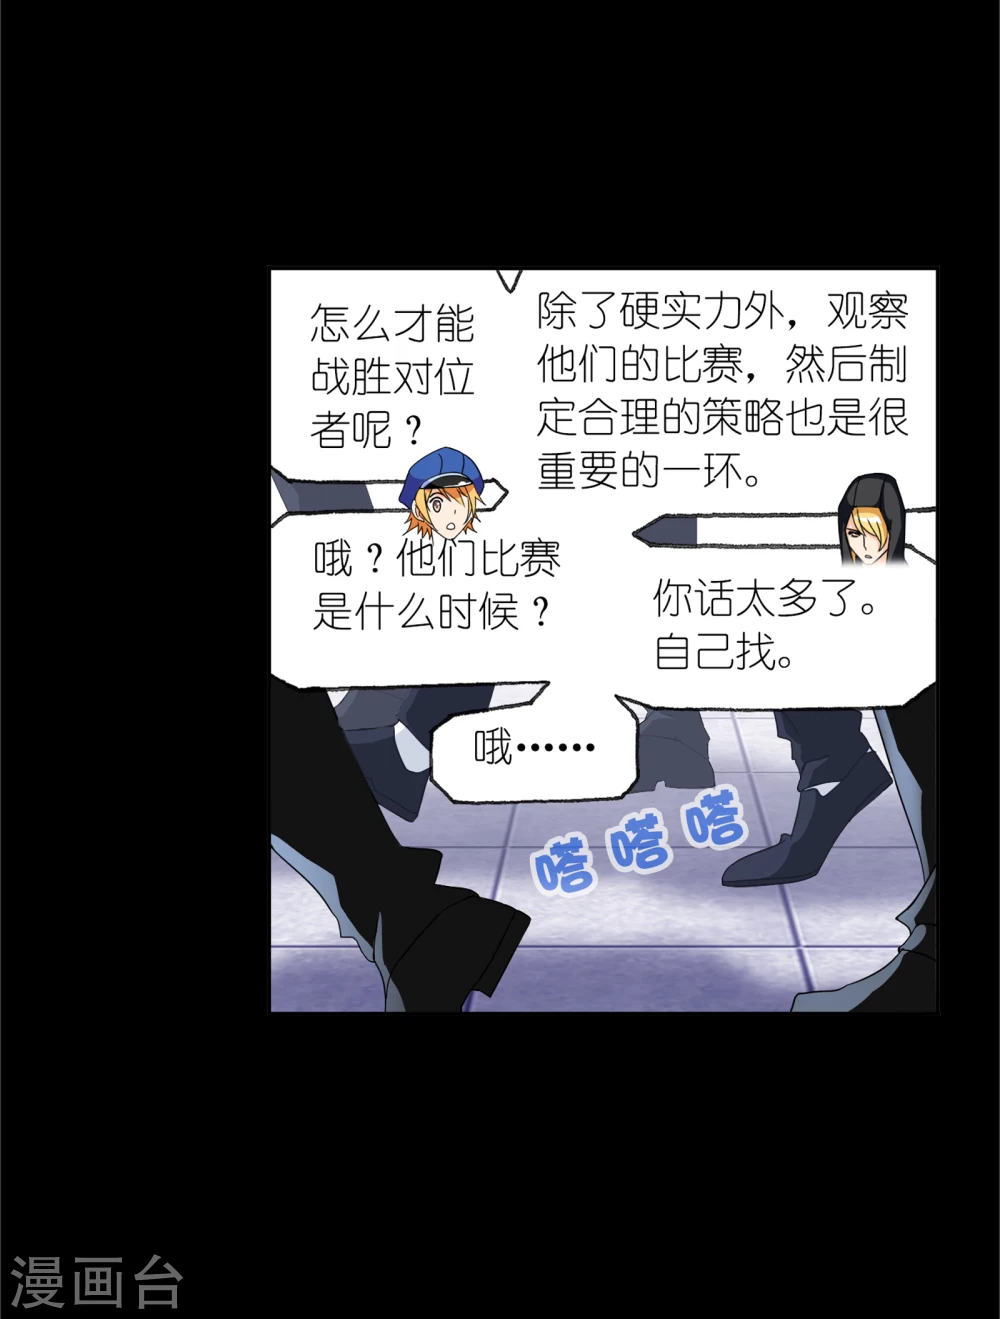 怎么才能
战胜对位
者呢？
除了硬实力外，观察
他们的比赛，然后制
定合理的策略也是很
重要的一环。
哦？他们比赛
是什么时候？
你话太多了。
自己找。
哦……
嗒 嗒 嗒
漫画台